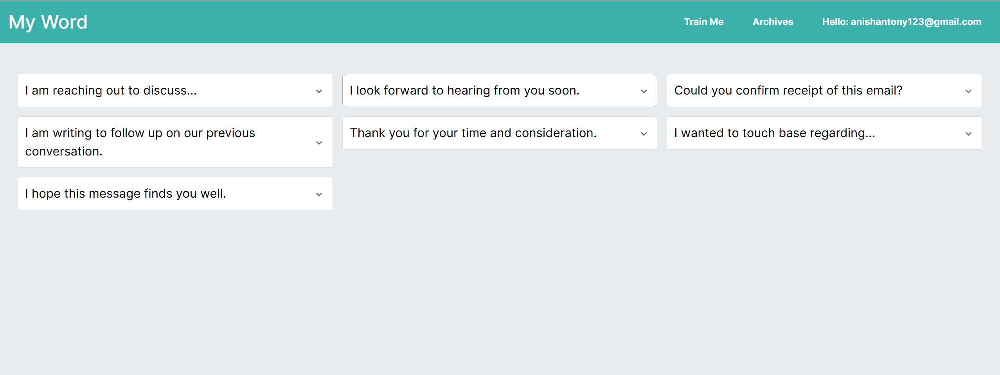 My Word
Train Me
Archives
Hello: anishantony123@gmail.com
I am reaching out to discuss...
I look forward to hearing from you soon.
Could you confirm receipt of this email?
I am writing to follow up on our previous
conversation.
Thank you for your time and consideration.
I wanted to touch base regarding...
I hope this message finds you well.